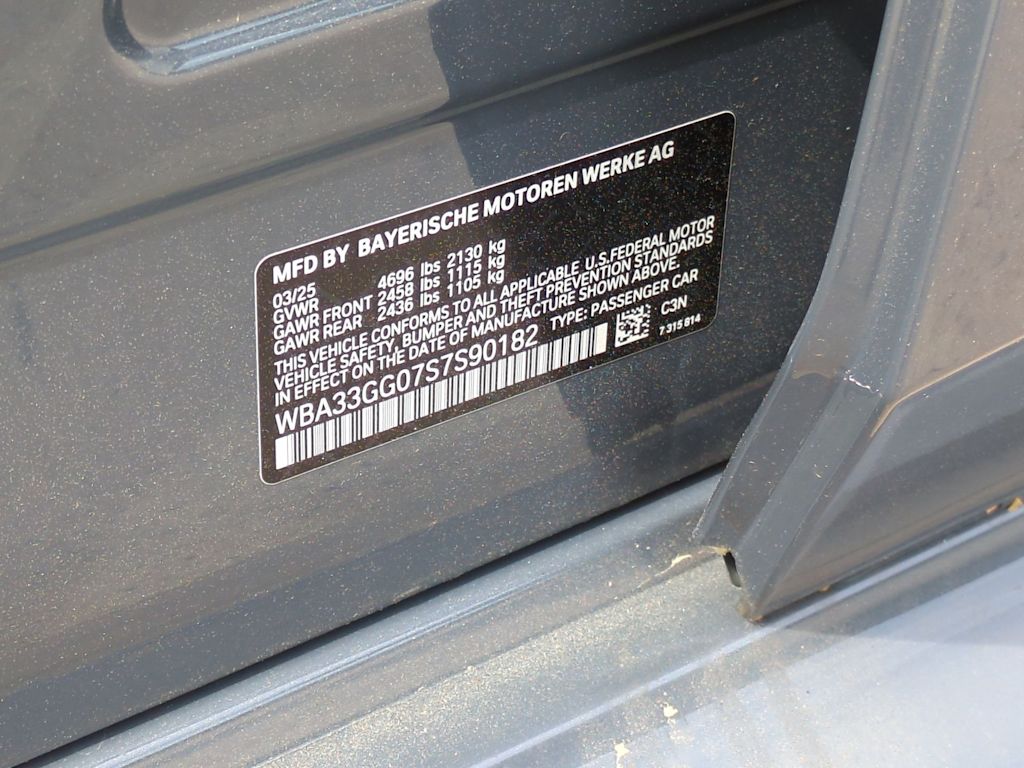 MFD BY BAYERISCHE MOTOREN WERKE AG
03/25
GVWR 4696 lbs 2130 kg
GAWR FRONT 2458 lbs 1115 kg
GAWR REAR 2436 lbs 1105 kg
THIS VEHICLE CONFORMS TO ALL APPLICABLE U.S.FEDERAL MOTOR
VEHICLE SAFETY, BUMPER AND THEFT PREVENTION STANDARDS
IN EFFECT ON THE DATE OF MANUFACTURE SHOWN ABOVE.
WBA33GG07S7S90182 TYPE: PASSENGER CAR
C3N
7 315 814